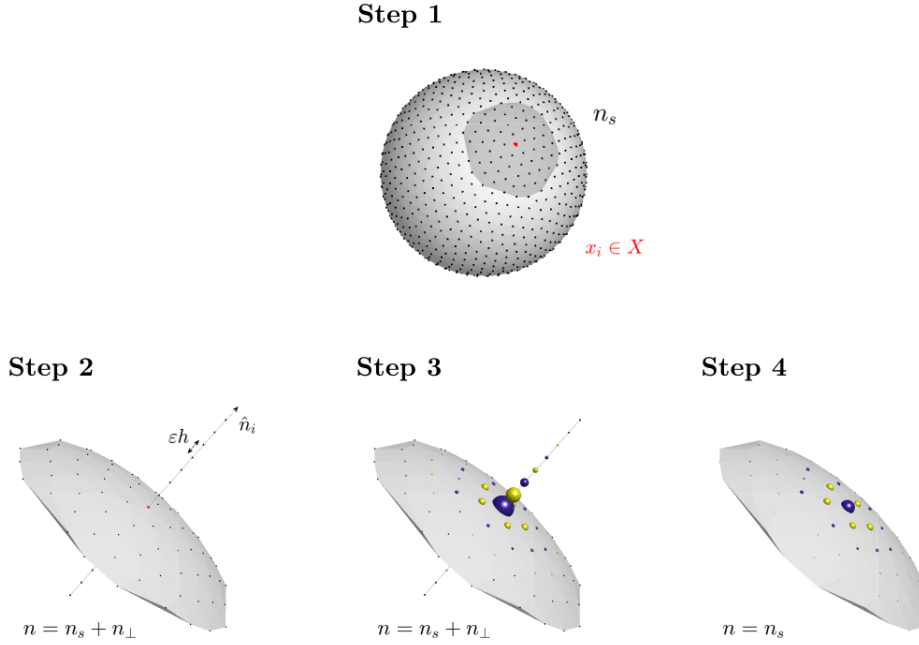 Step 1
n_s
x_i ∈ X
Step 2
Step 3
Step 4
εh
n̂_i
n = n_s + n_⊥
n = n_s + n_⊥
n = n_s